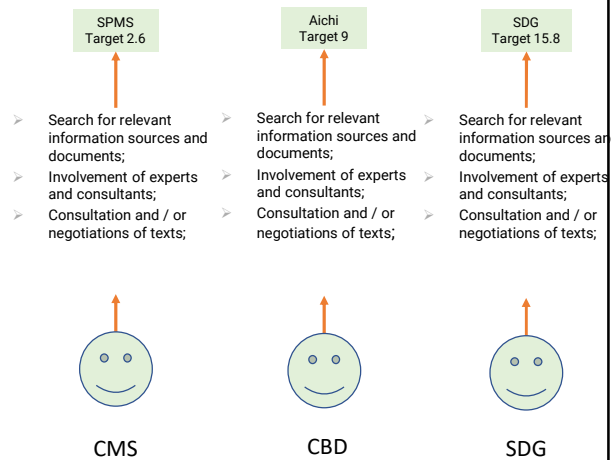 SPMS
Target 2.6
Search for relevant
information sources and
documents;
Involvement of experts
and consultants;
Consultation and / or
negotiations of texts;
CMS
Aichi
Target 9
Search for relevant
information sources and
documents;
Involvement of experts
and consultants;
Consultation and / or
negotiations of texts;
CBD
SDG
Target 15.8
Search for relevant
information sources and
documents;
Involvement of experts
and consultants;
Consultation and / or
negotiations of texts;
SDG